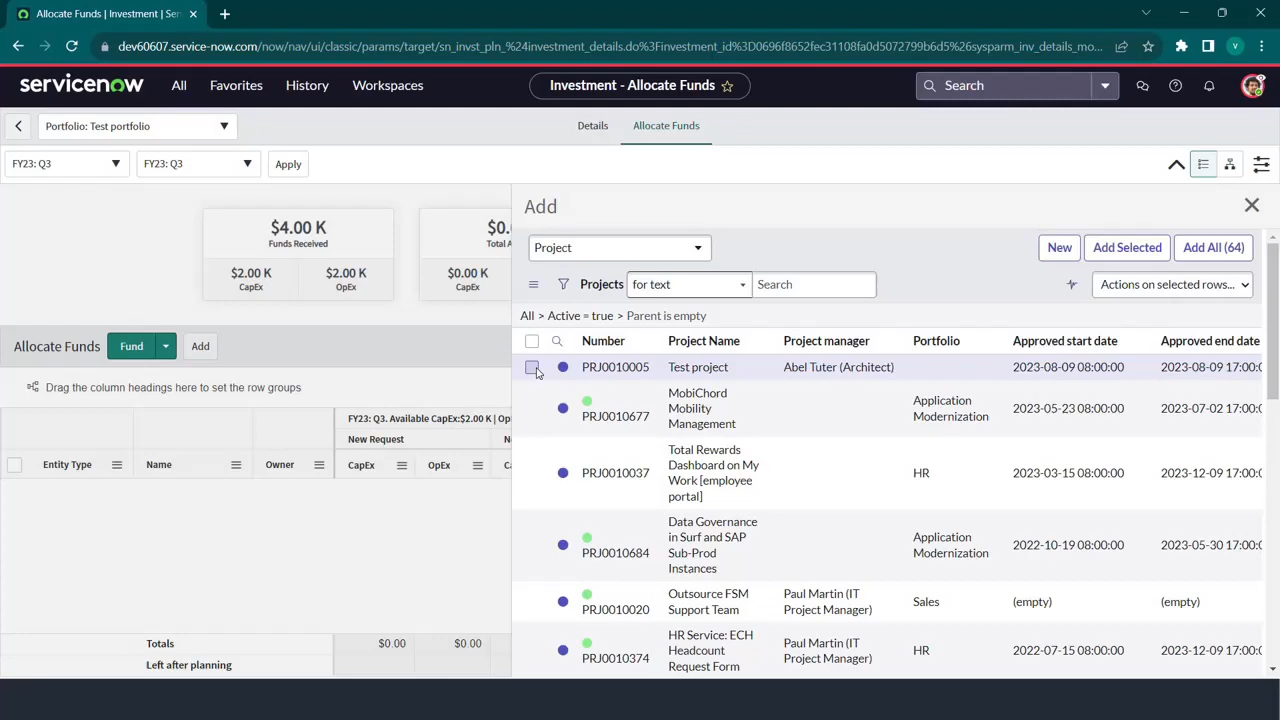 Allocate Funds | Investment | Ser
dev60607.service-now.com/now/nav/ui/classic/params/target/sn_invst_pln_%24investment_details.do%3Finvestment_id%3D0696f8652fec31108fa0d5072799b6d5%26sysparm_inv_details_mo...
V
servicenow
All
Favorites
History
Workspaces
Investment - Allocate Funds
Search
Portfolio: Test portfolio
Details
Allocate Funds
FY23: Q3
FY23: Q3
Apply
$4.00 K
Funds Received
$2.00 K
CapEx
$2.00 K
OpEx
$0.
Total A
$0.00 K
CapEx
Allocate Funds
Fund
Add
Drag the column headings here to set the row groups
FY23: Q3. Available CapEx:$2.00 K | Op
New Request
N
Entity Type
Name
Owner
CapEx
OpEx
Ca
Totals
$0.00
$0.00
Left after planning
Add
Project
New
Add Selected
Add All (64)
Projects
for text
Search
Actions on selected rows...
All > Active = true > Parent is empty
Number
Project Name
Project manager
Portfolio
Approved start date
Approved end date
PRJ0010005
Test project
Abel Tuter (Architect)
2023-08-09 08:00:00
2023-08-09 17:00:0
PRJ0010677
MobiChord
Mobility
Management
Application
Modernization
2023-05-23 08:00:00
2023-07-02 17:00:0
PRJ0010037
Total Rewards
Dashboard on My
Work [employee
portal]
HR
2023-03-15 08:00:00
2023-12-09 17:00:0
PRJ0010684
Data Governance
in Surf and SAP
Sub-Prod
Instances
Application
Modernization
2022-10-19 08:00:00
2023-05-30 17:00:0
PRJ0010020
Outsource FSM
Support Team
Paul Martin (IT
Project Manager)
Sales
(empty)
(empty)
PRJ0010374
HR Service: ECH
Headcount
Request Form
Paul Martin (IT
Project Manager)
HR
2022-07-15 08:00:00
2023-12-09 17:00:0